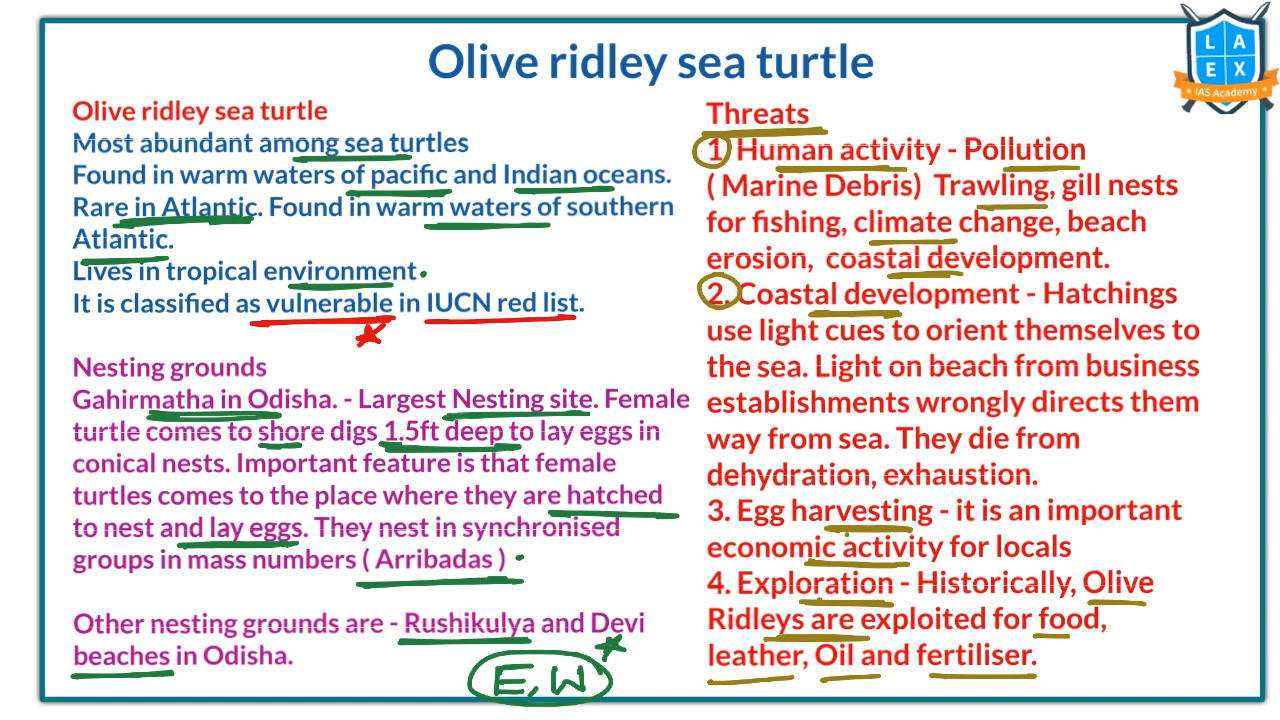 Olive ridley sea turtle
L A
E X
IAS Academy
Olive ridley sea turtle
Most abundant among sea turtles
Found in warm waters of pacific and Indian oceans.
Rare in Atlantic. Found in warm waters of southern
Atlantic.
Lives in tropical environment.
It is classified as vulnerable in IUCN red list.
Nesting grounds
Gahirmatha in Odisha. - Largest Nesting site. Female
turtle comes to shore digs 1.5ft deep to lay eggs in
conical nests. Important feature is that female
turtles comes to the place where they are hatched
to nest and lay eggs. They nest in synchronised
groups in mass numbers ( Arribadas )
Other nesting grounds are - Rushikulya and Devi
beaches in Odisha.
E, W
Threats
1 Human activity - Pollution
( Marine Debris) Trawling, gill nests
for fishing, climate change, beach
erosion, coastal development.
2. Coastal development - Hatchings
use light cues to orient themselves to
the sea. Light on beach from business
establishments wrongly directs them
way from sea. They die from
dehydration, exhaustion.
3. Egg harvesting - it is an important
economic activity for locals
4. Exploration - Historically, Olive
Ridleys are exploited for food,
leather, Oil and fertiliser.